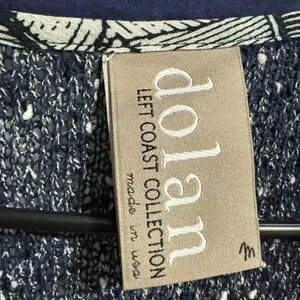 dolan
LEFT COAST COLLECTION
made in usa
M